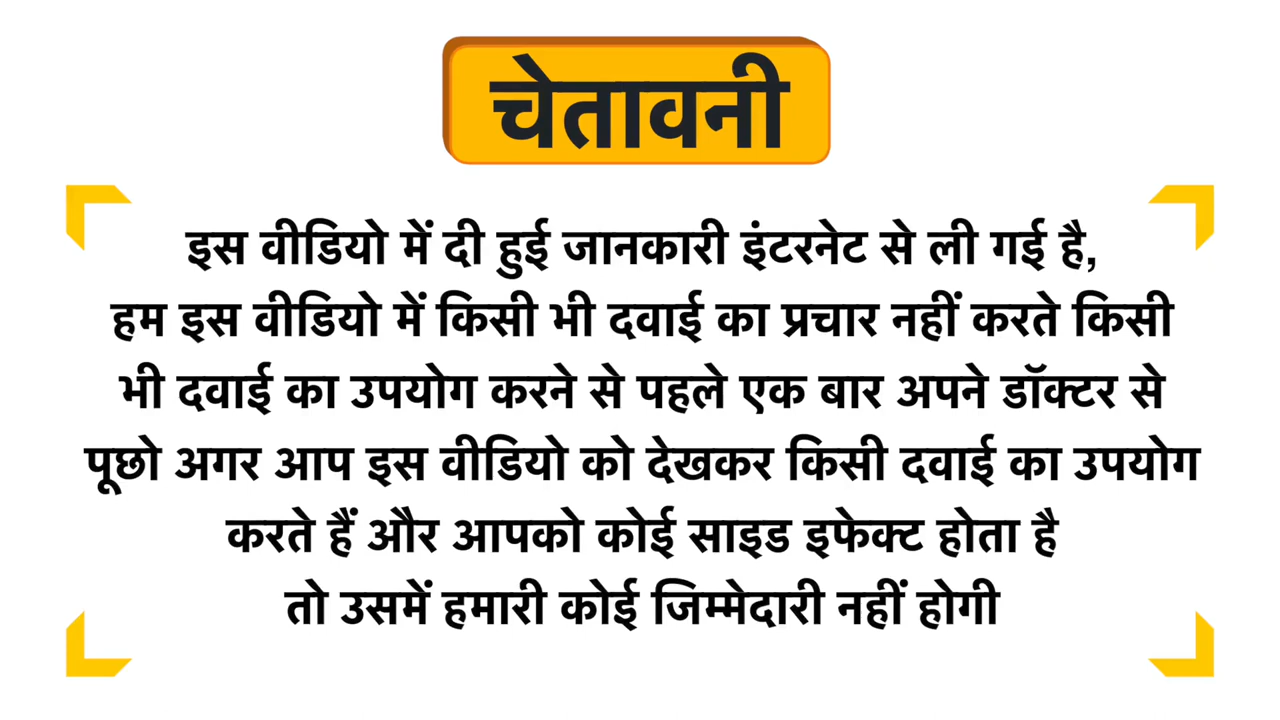 चेतावनी
इस वीडियो में दी हुई जानकारी इंटरनेट से ली गई है,
हम इस वीडियो में किसी भी दवाई का प्रचार नहीं करते किसी
भी दवाई का उपयोग करने से पहले एक बार अपने डॉक्टर से
पूछो अगर आप इस वीडियो को देखकर किसी दवाई का उपयोग
करते हैं और आपको कोई साइड इफेक्ट होता है
तो उसमें हमारी कोई जिम्मेदारी नहीं होगी